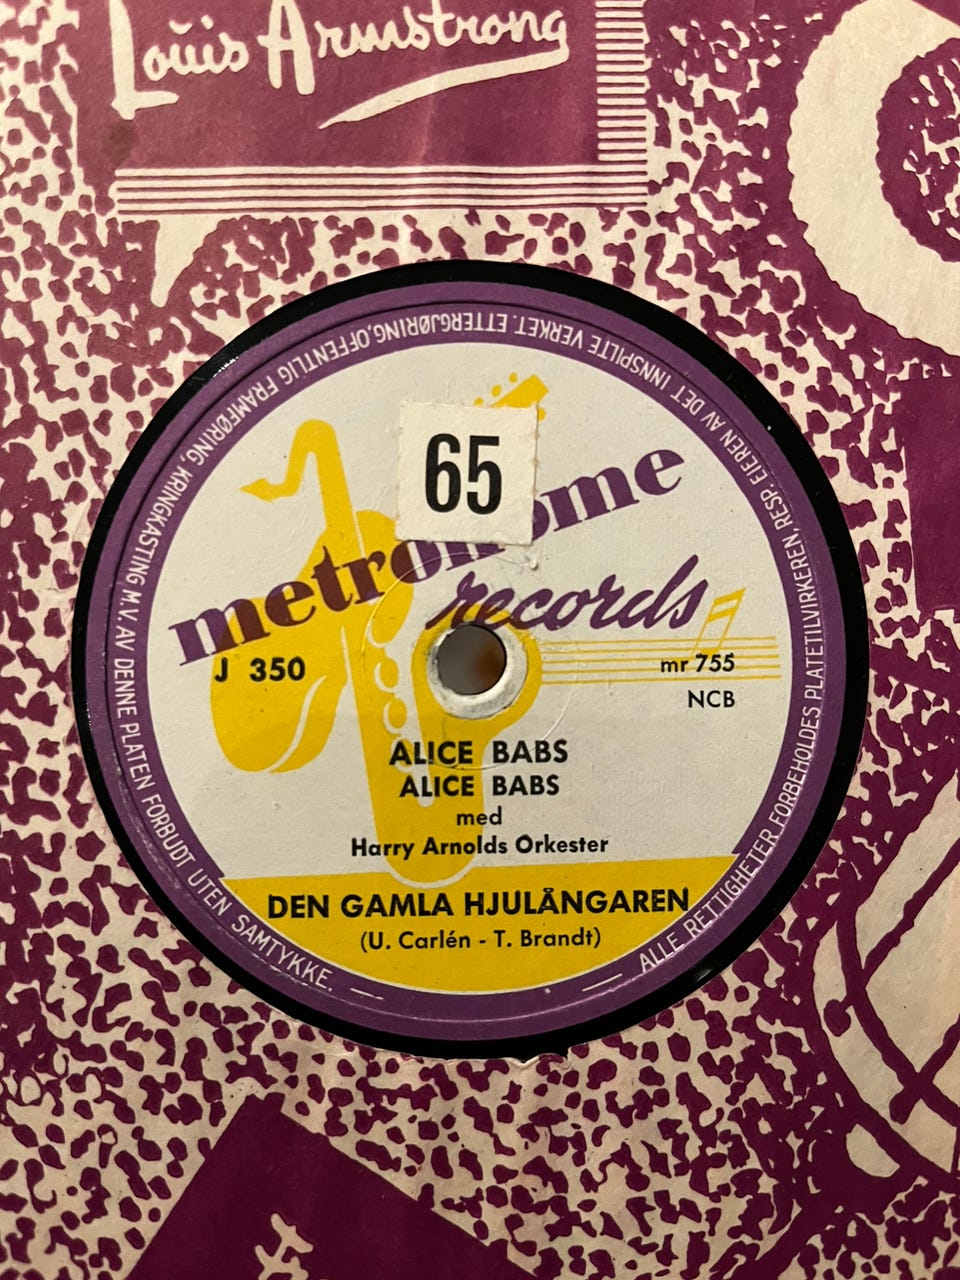 Louis Armstrong
ALLE RETTIGHETER FORBEHOLDES PLATETILVIRKEREN, RESP. EIEREN AV DET INNSPILTE VERKET. ETTERGJØRING, OFFENTLIG FRAMFØRING KRINGKASTING M.V. AV DENNE PLATEN FORBUDT UTEN SAMTYKKE.
65
metronome
records
J 350
mr 755
NCB
ALICE BABS
ALICE BABS
med
Harry Arnolds Orkester
DEN GAMLA HJULÅNGAREN
(U. Carlén - T. Brandt)